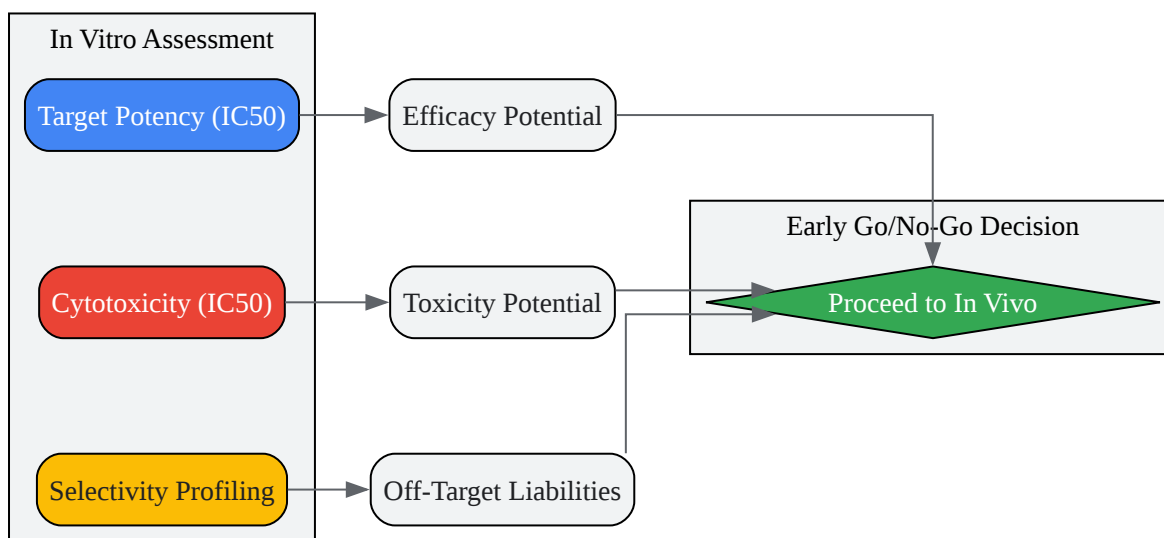 In Vitro Assessment
Target Potency (IC50)
Efficacy Potential
Early Go/No-Go Decision
Cytotoxicity (IC50)
Toxicity Potential
Proceed to In Vivo
Selectivity Profiling
Off-Target Liabilities